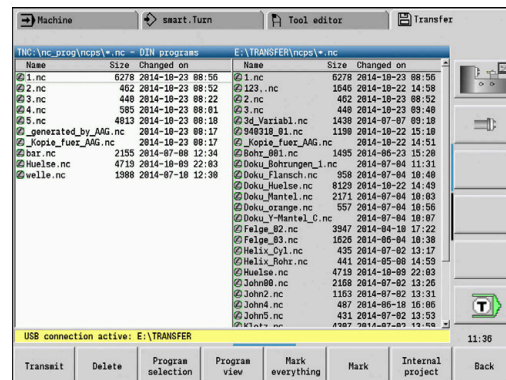 Machine
smart.Turn
Tool editor
Transfer
TNC:\nc_prog\ncps\*.nc - DIN programs
Name Size Changed on
1.nc 6278 2014-10-23 08:56
2.nc 462 2014-10-23 08:52
3.nc 448 2014-10-23 08:22
4.nc 585 2014-10-23 08:01
5.nc 4813 2014-10-23 08:18
_generated_by_AAG.nc 2014-10-23 08:17
_Kopie_fuer_AAG.nc 2014-10-23 08:17
bar.nc 2155 2014-07-08 12:34
Huelse.nc 4719 2014-10-09 22:03
welle.nc 1988 2014-07-18 12:38
E:\TRANSFER\ncps\*.nc
Name Size Changed on
1.nc 6278 2014-10-23 08:56
123,.nc 1646 2014-10-22 14:58
2.nc 462 2014-10-23 08:52
3.nc 448 2014-10-23 09:40
3d_Variabl.nc 1438 2014-07-07 09:18
940318_01.nc 1190 2014-10-22 15:10
_Kopie_fuer_AAG.nc 2014-10-22 14:51
Bohr_001.nc 1495 2014-06-23 15:20
Doku_Bohrungen_1.nc 2014-07-04 11:31
Doku_Flansch.nc 958 2014-07-04 10:40
Doku_Huelse.nc 8129 2014-10-22 14:49
Doku_Mantel.nc 2171 2014-07-04 10:03
Doku_orange.nc 557 2014-07-04 10:56
Doku_Y-Mantel_C.nc 2014-07-04 10:07
Felge_02.nc 3947 2014-04-10 17:22
Felge_03.nc 1626 2014-06-04 10:38
Helix_Cyl.nc 435 2014-07-02 13:17
Helix_Rohr.nc 441 2014-05-08 14:59
Huelse.nc 4719 2014-10-09 22:03
John00.nc 2168 2014-07-02 13:26
John2.nc 1163 2014-07-02 13:31
John4.nc 487 2014-06-18 16:06
John5.nc 431 2014-07-02 13:53
Klotz.nc 4307 2014-07-02 13:59
USB connection active: E:\TRANSFER
T
11:36
Transmit
Delete
Program selection
Program view
Mark everything
Mark
Internal project
Back